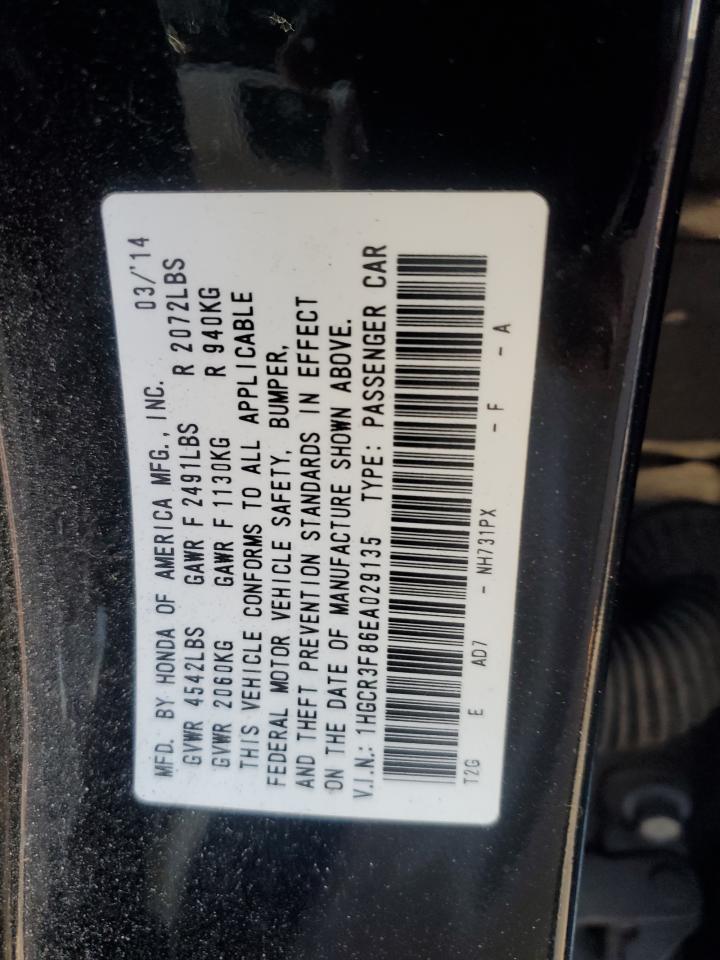 MFD. BY HONDA OF AMERICA MFG., INC. 03/'14
GVWR 4542LBS GAWR F 2491LBS R 2072LBS
GVWR 2060KG GAWR F 1130KG R 940KG
THIS VEHICLE CONFORMS TO ALL APPLICABLE
FEDERAL MOTOR VEHICLE SAFETY, BUMPER,
AND THEFT PREVENTION STANDARDS IN EFFECT
ON THE DATE OF MANUFACTURE SHOWN ABOVE.
V.I.N.: 1HGCR3F86EA029135 TYPE: PASSENGER CAR
T2G E AD7 - NH731PX - F - A